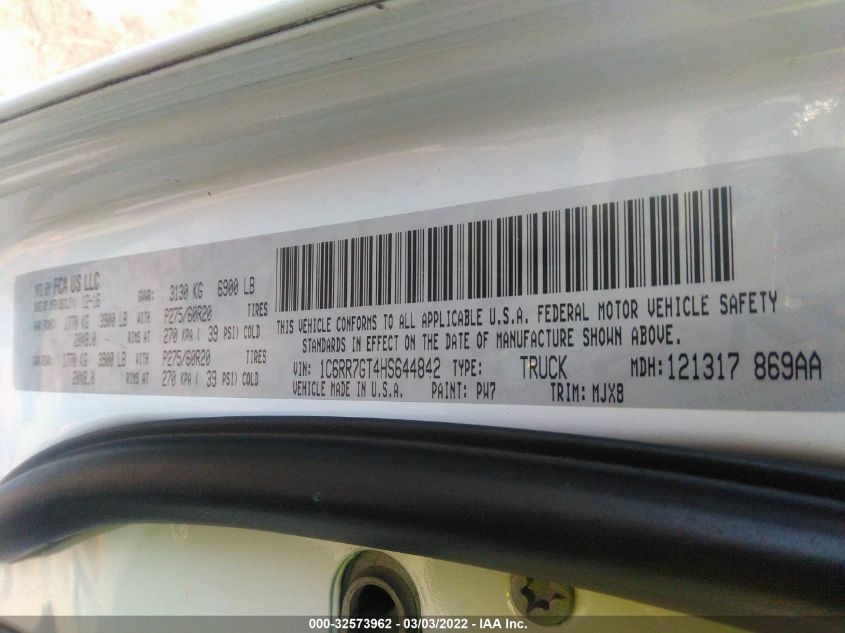 MFD BY FCA US LLC
DATE OF MFR: 12-16 GVWR: 3130 KG 6900 LB
GAWR FRONT: 1770 KG 3900 LB WITH P275/60R20 TIRES
20X8.0 RIMS AT 270 KPA ( 39 PSI) COLD
GAWR REAR: 1770 KG 3900 LB WITH P275/60R20 TIRES
20X8.0 RIMS AT 270 KPA ( 39 PSI) COLD
THIS VEHICLE CONFORMS TO ALL APPLICABLE U.S.A. FEDERAL MOTOR VEHICLE SAFETY
STANDARDS IN EFFECT ON THE DATE OF MANUFACTURE SHOWN ABOVE.
VIN: 1C6RR7GT4HS644842 TYPE: TRUCK MDH: 121317 869AA
VEHICLE MADE IN U.S.A. PAINT: PW7 TRIM: MJX8
000-32573962 - 03/03/2022 - IAA Inc.